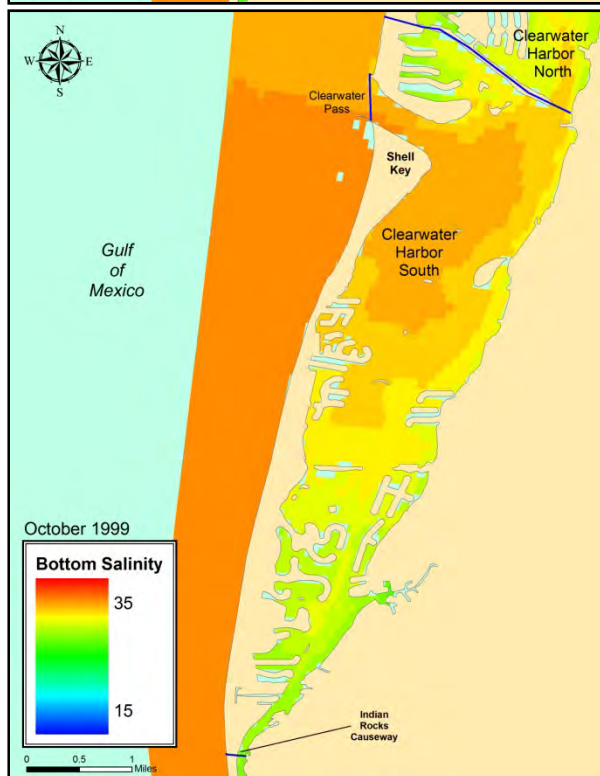 N
W E
S
Clearwater
Harbor
North
Clearwater
Pass
Shell
Key
Clearwater
Harbor
South
Gulf
of
Mexico
October 1999
Bottom Salinity
35
15
0 0.5 1
Miles
Indian
Rocks
Causeway